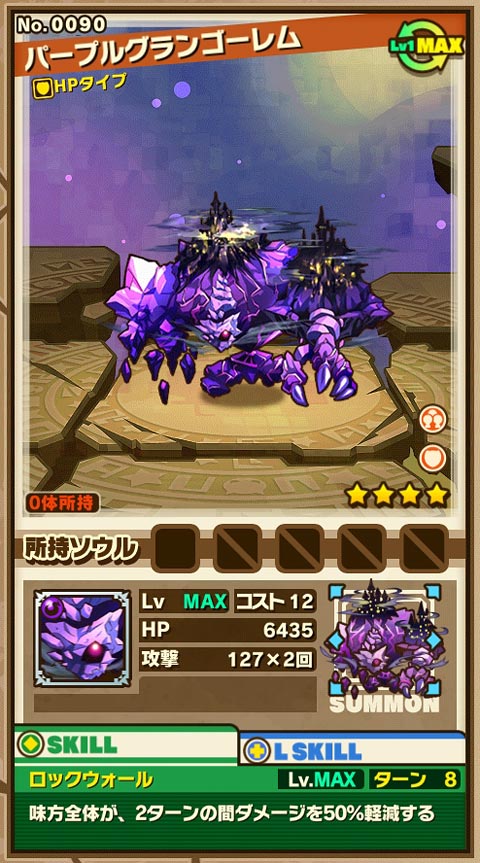 No.0090
パープルグランゴーレム
HPタイプ
Lv1 MAX
0体所持
所持ソウル
Lv MAX コスト 12
HP 6435
攻撃 127×2回
SUMMON
SKILL
L SKILL
ロックウォール Lv.MAX ターン 8
味方全体が、2ターンの間ダメージを50%軽減する